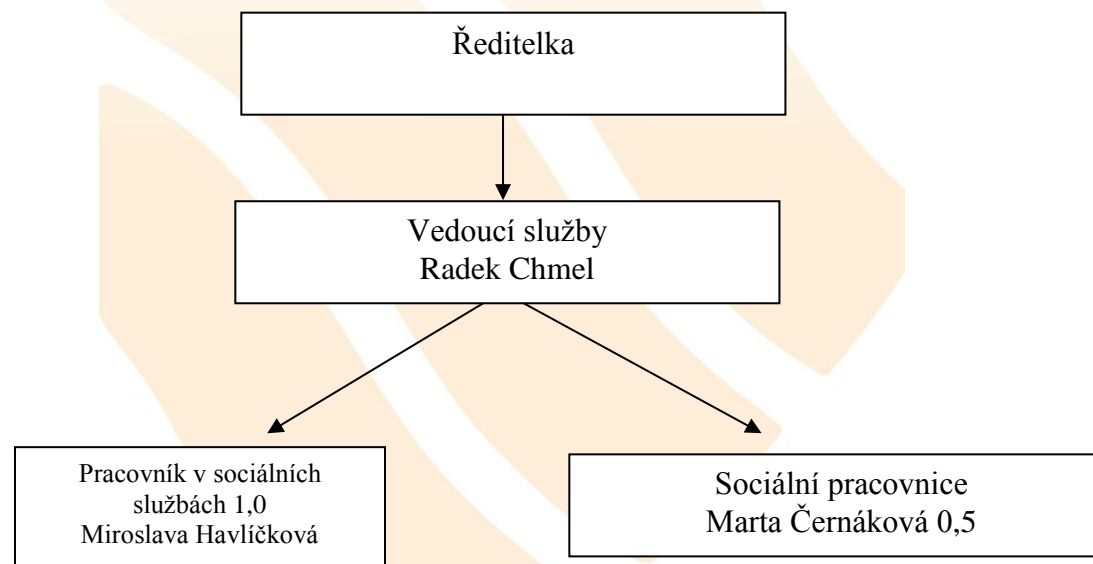 Ředitelka
Vedoucí služby
Radek Chmel
Pracovník v sociálních
službách 1,0
Miroslava Havlíčková
Sociální pracovnice
Marta Černáková 0,5